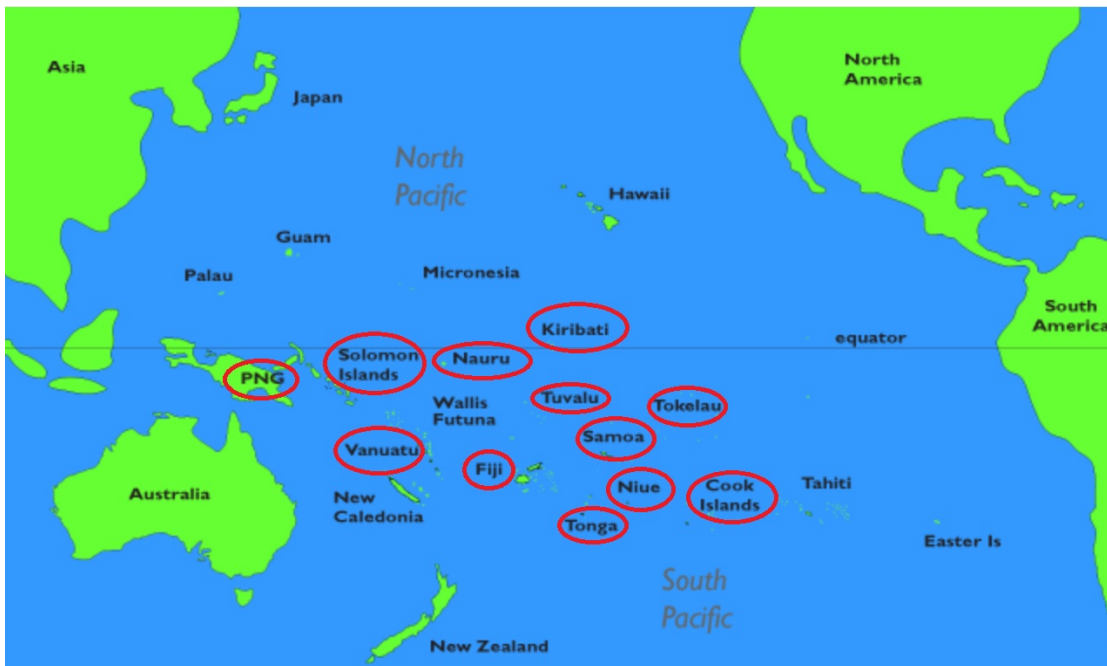 Asia
North
America
Japan
North
Pacific
Hawaii
Guam
Palau
Micronesia
South
America
Kiribati
equator
Solomon
Islands
Nauru
PNG
Tuvalu
Tokelau
Wallis
Futuna
Samoa
Vanuatu
Fiji
Niue
Cook
Islands
Tahiti
Australia
New
Caledonia
Tonga
Easter Is
South
Pacific
New Zealand